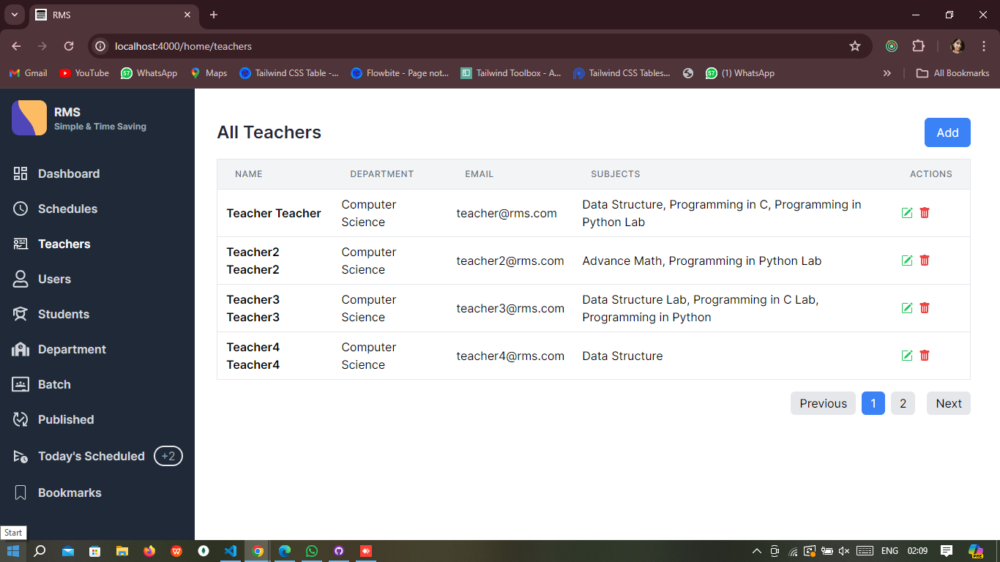 RMS
localhost:4000/home/teachers
Gmail
YouTube
57
WhatsApp
Maps
Tailwind CSS Table -...
Flowbite - Page not...
Tailwind Toolbox - A...
Tailwind CSS Tables...
57
(1) WhatsApp
All Bookmarks
RMS
Simple & Time Saving
Dashboard
Schedules
Teachers
Users
Students
Department
Batch
Published
Today's Scheduled +2
Bookmarks
All Teachers
Add
NAME DEPARTMENT EMAIL SUBJECTS ACTIONS
Teacher Teacher
Computer
Science
teacher@rms.com
Data Structure, Programming in C, Programming in
Python Lab
Teacher2
Teacher2
Computer
Science
teacher2@rms.com
Advance Math, Programming in Python Lab
Teacher3
Teacher3
Computer
Science
teacher3@rms.com
Data Structure Lab, Programming in C Lab,
Programming in Python
Teacher4
Teacher4
Computer
Science
teacher4@rms.com
Data Structure
Previous 1 2 Next
Start
ENG
02:09
PRE